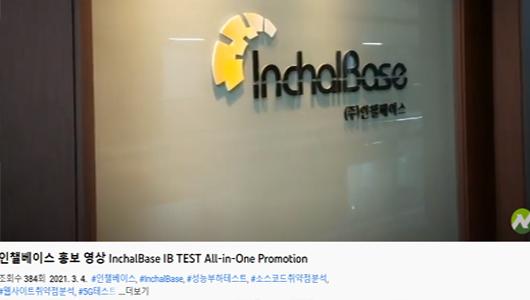 InchalBase
(주)인챌베이스
인챌베이스 홍보 영상 InchalBase IB TEST All-in-One Promotion
조회수 384회 2021. 3. 4. #인챌베이스, #InchalBase, #성능부하테스트, #소스코드취약점분석,
#웹사이트취약점분석, #5G테스트 ...더보기